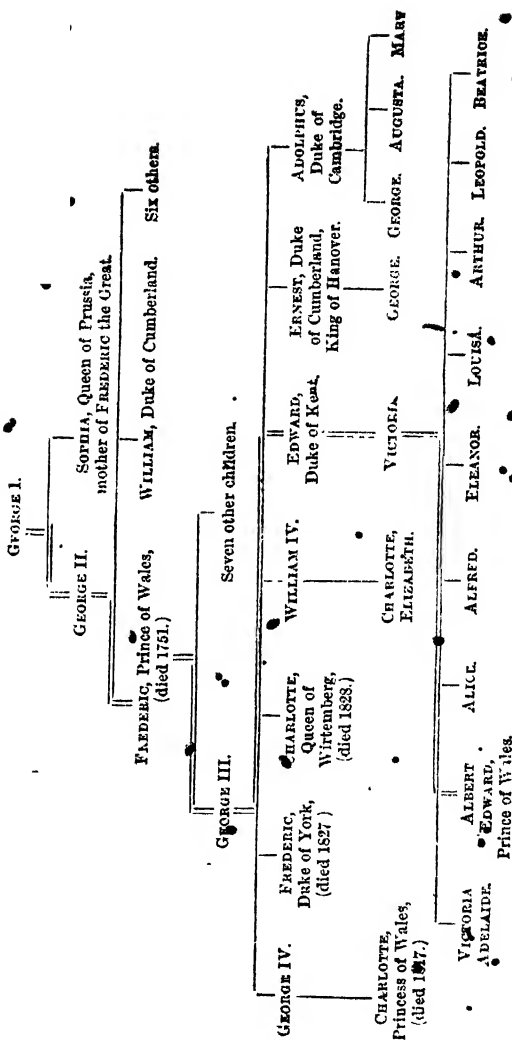 GEORGE I.
GEORGE II.
SOPHIA, Queen of Prussia,
mother of FREDERIC the Great.
FREDERIC, Prince of Wales,
(died 1751.)
WILLIAM, Duke of Cumberland.
Six others.
GEORGE III.
Seven other children.
GEORGE IV.
FREDERIC,
Duke of York,
(died 1827)
CHARLOTTE,
Queen of
Wirtemberg,
(died 1828.)
WILLIAM IV.
EDWARD,
Duke of Kent.
ERNEST, Duke
of Cumberland,
King of Hanover.
ADOLPHUS,
Duke of
Cambridge.
CHARLOTTE,
Princess of Wales,
(died 1817.)
CHARLOTTE,
ELIZABETH.
VICTORIA
GEORGE.
GEORGE.
AUGUSTA.
MARY
VICTORIA
ADELAIDE.
ALBERT
EDWARD,
Prince of Wales.
ALICE.
ALFRED.
ELEANOR.
LOUISA.
ARTHUR.
LEOPOLD.
BEATRICE.